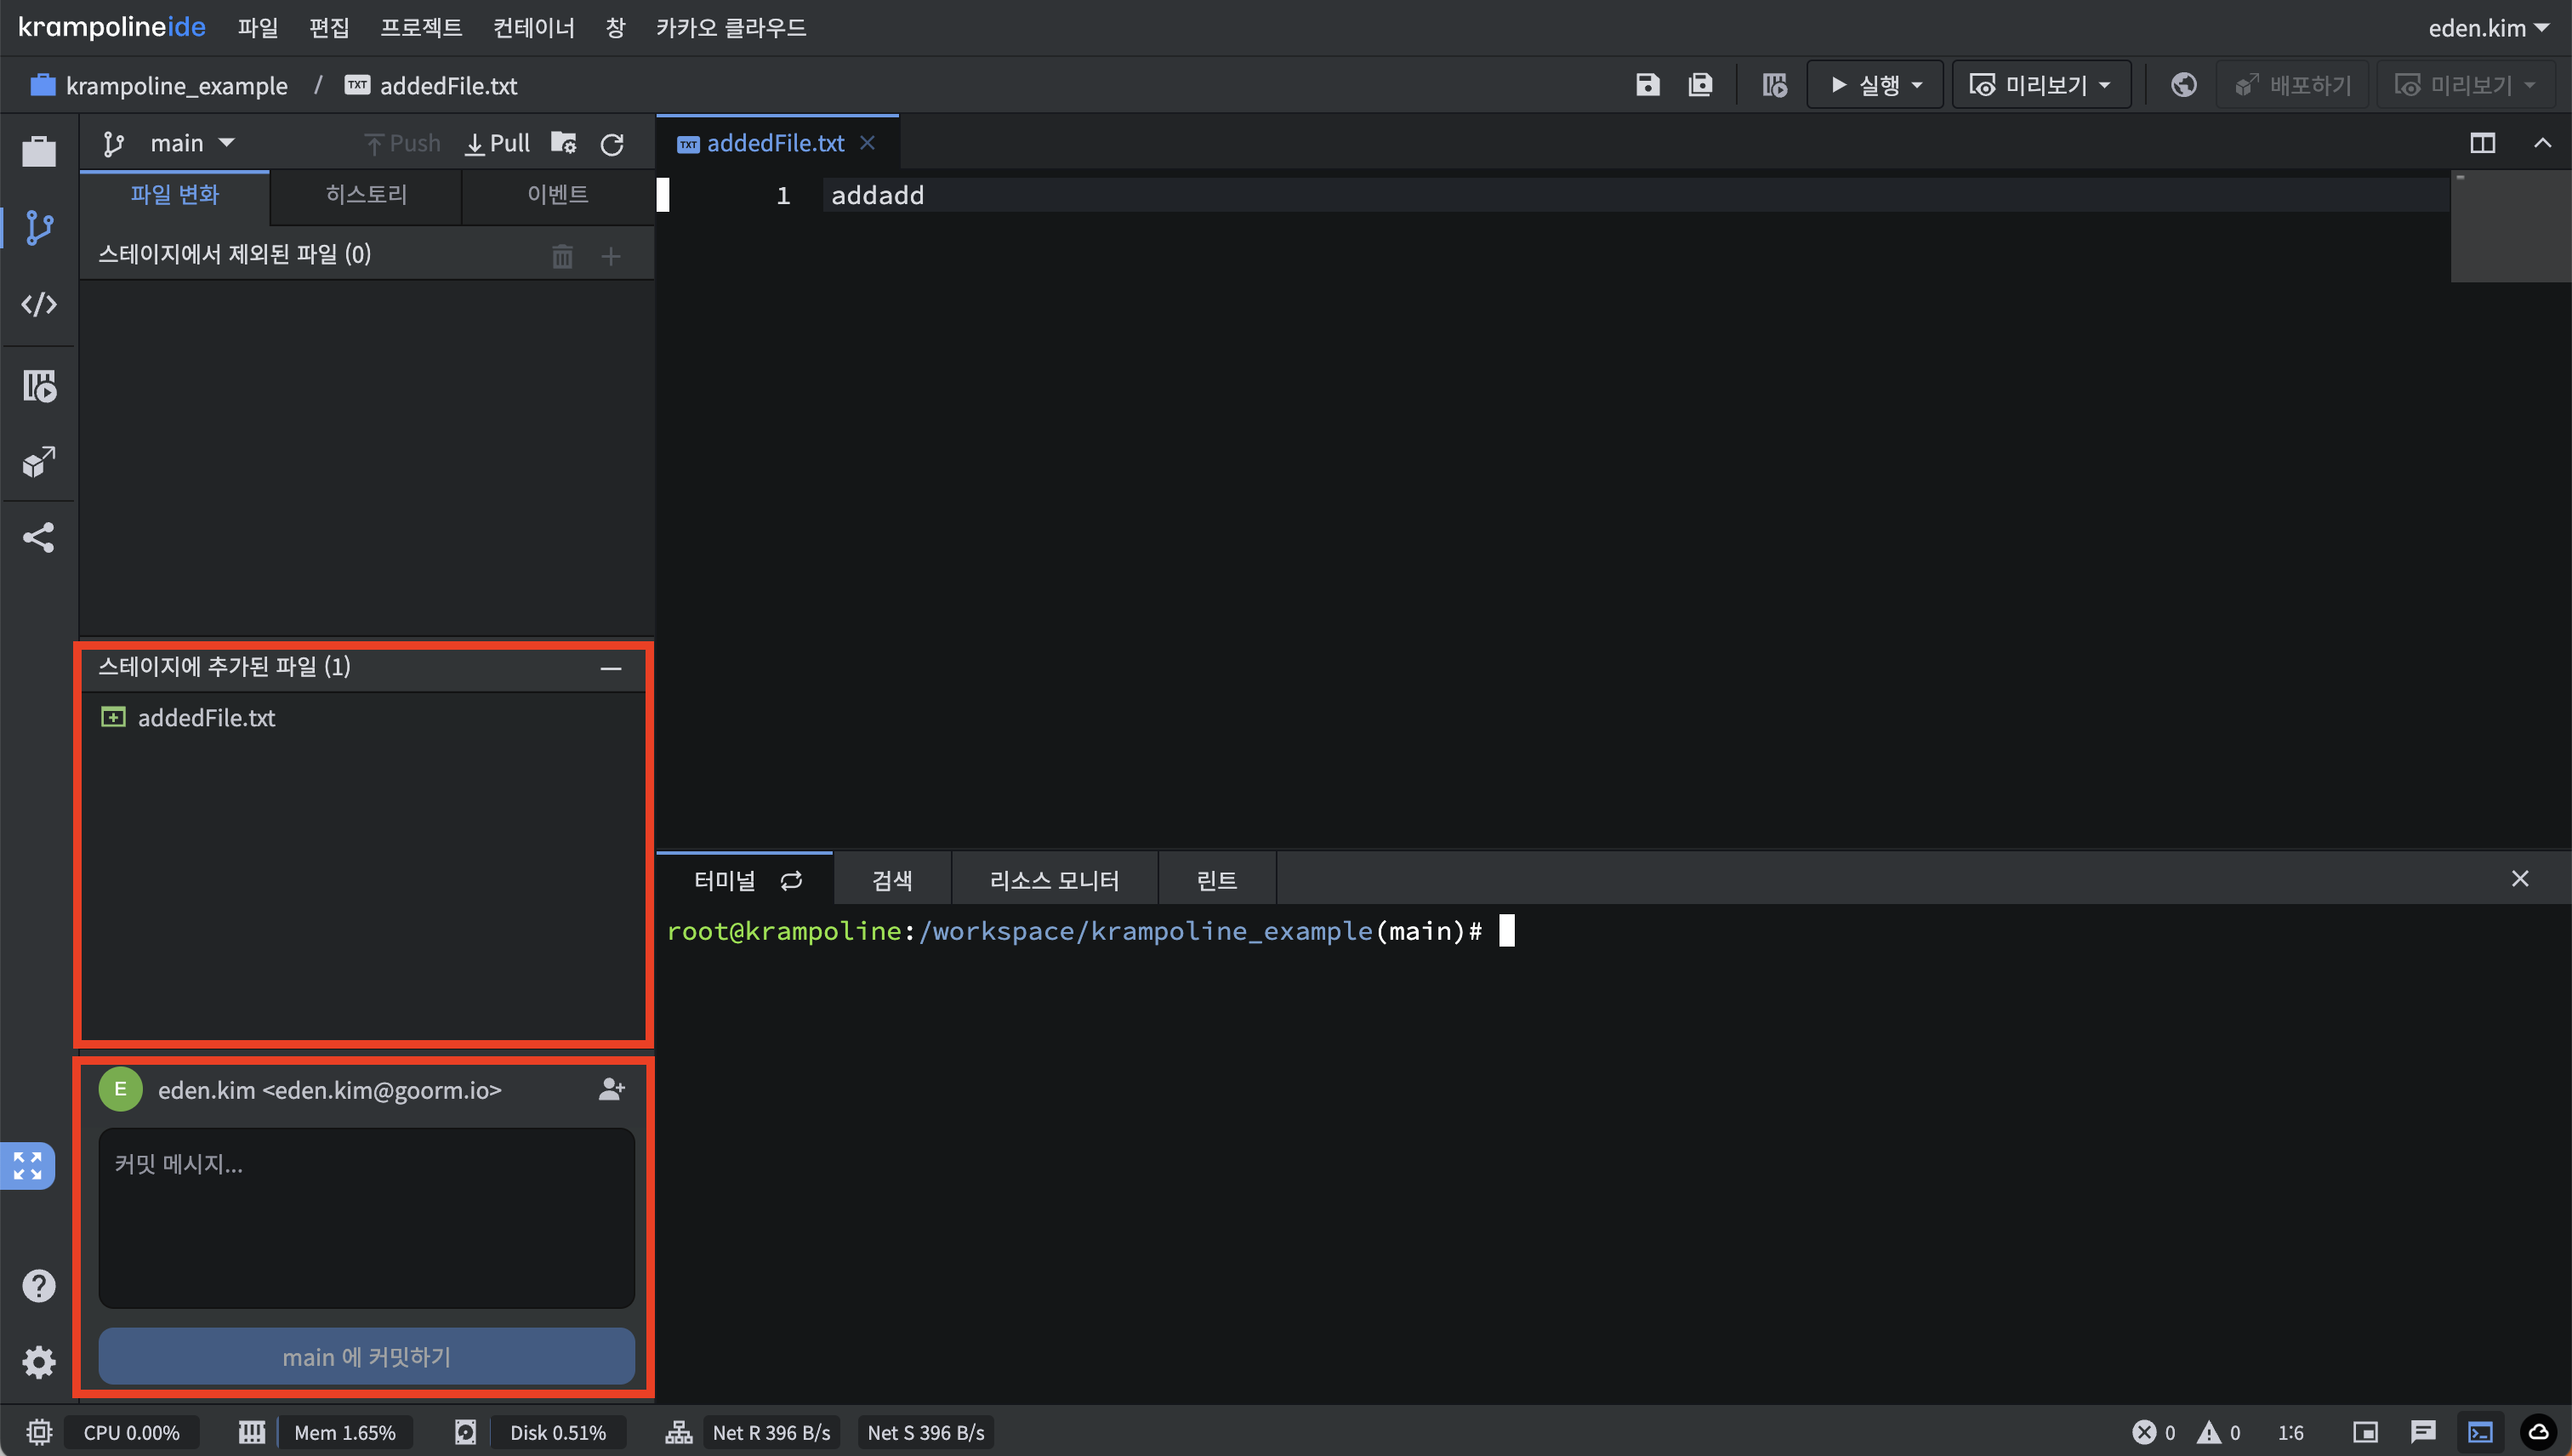 krampolineide 파일 편집 프로젝트 컨테이너 창 카카오 클라우드 eden.kim
krampoline_example / TXT addedFile.txt 실행 미리보기 배포하기 미리보기
main Push Pull
TXT addedFile.txt
파일 변화 히스토리 이벤트
1 addadd
스테이지에서 제외된 파일 (0)
스테이지에 추가된 파일 (1)
addedFile.txt
터미널 검색 리소스 모니터 린트
root@krampoline:/workspace/krampoline_example(main)#
E eden.kim <eden.kim@goorm.io>
커밋 메시지...
main 에 커밋하기
CPU 0.00% Mem 1.65% Disk 0.51% Net R 396 B/s Net S 396 B/s 0 0 1:6